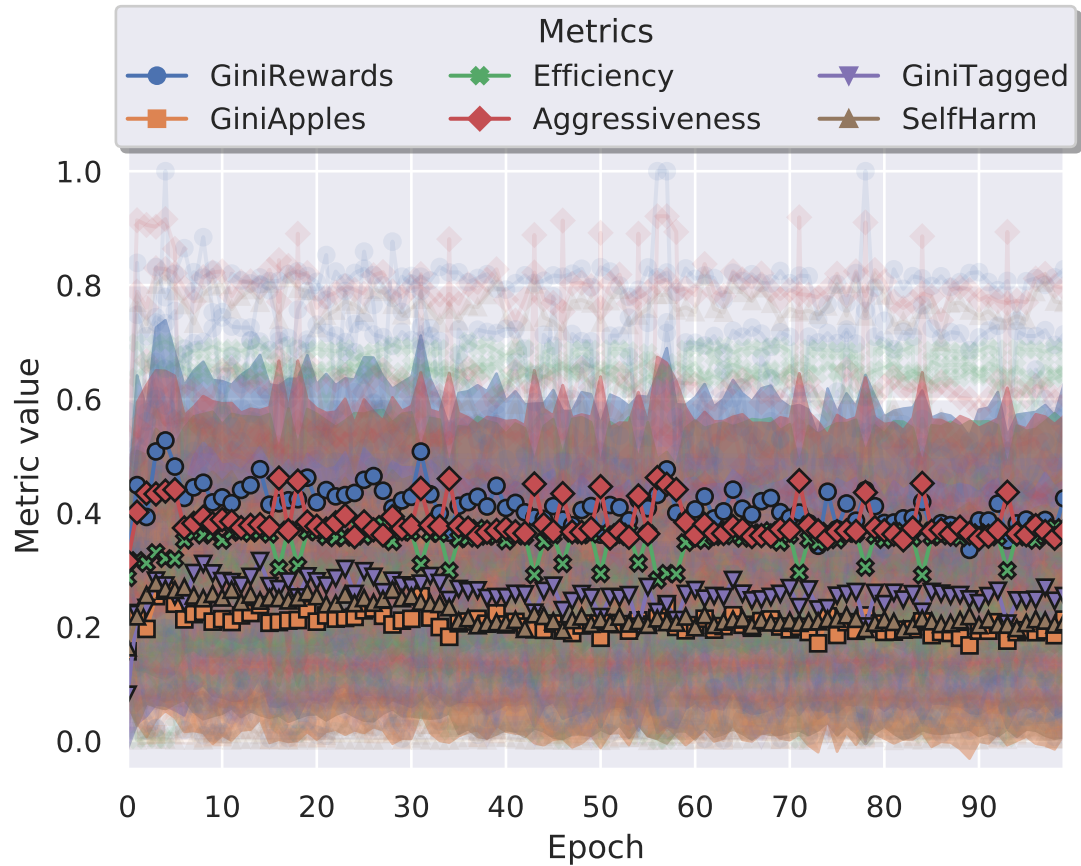 Metrics
GiniRewards Efficiency GiniTagged
GiniApples Aggressiveness SelfHarm
1.0
0.8
0.6
0.4
0.2
0.0
Metric value
0 10 20 30 40 50 60 70 80 90
Epoch